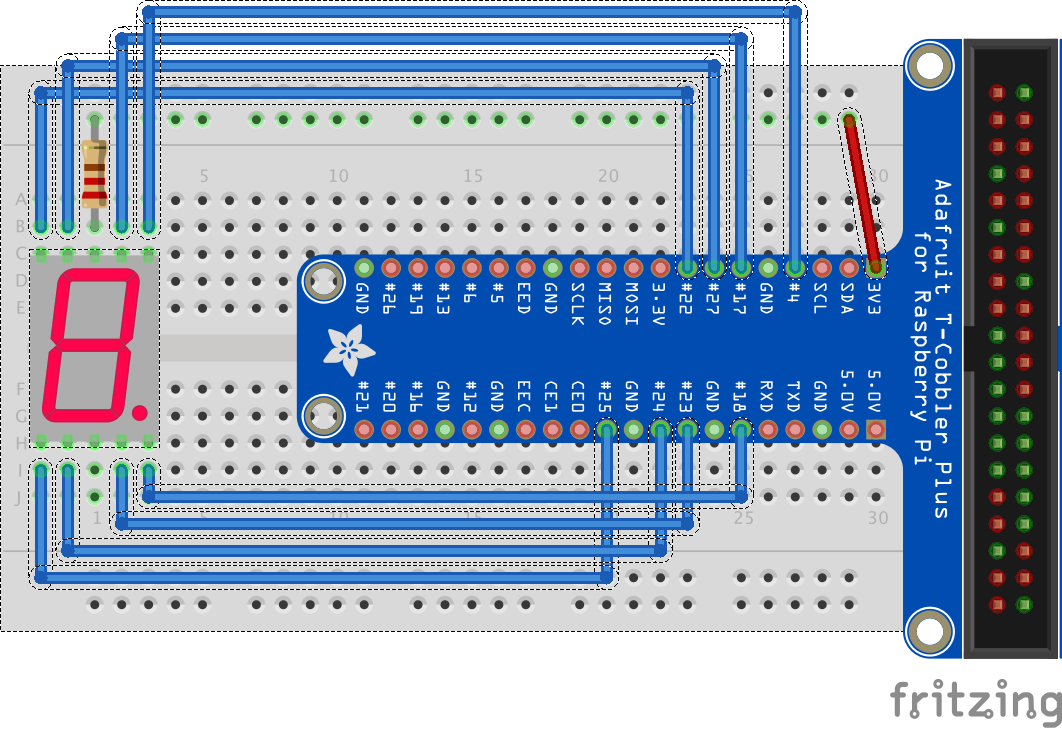 5 10 15 20 30
A
B
C
D
E
GND #26 #19 #13 #6 #5 EED GND SCLK MISO MOSI 3.3V #22 #27 #17 GND #4 SCL SDA 3V3
Adafruit T-Cobbler Plus
for Raspberry Pi
F
G
H
#21 #20 #16 GND #12 GND EEC CE1 CE0 #25 GND #24 #23 GND #18 RXD TXD GND 5.0V 5.0V
I
J
1 25 30
fritzing